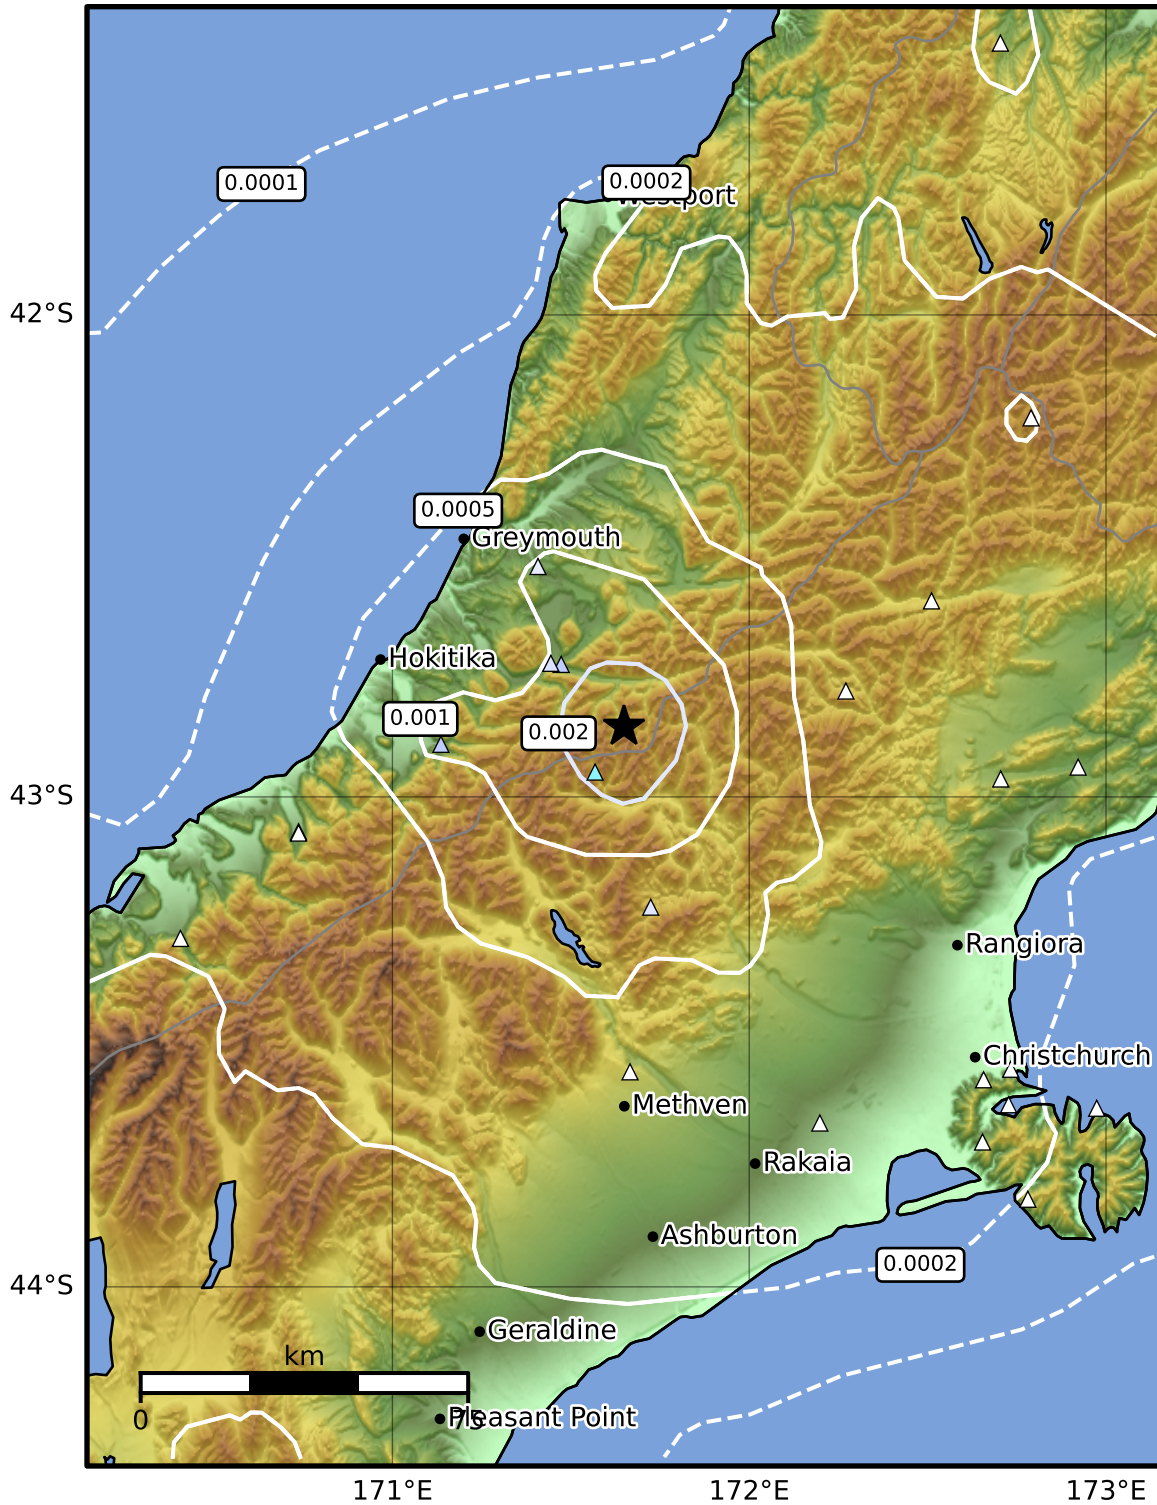 0.0001
0.0002
Westport
42°S
0.0005
Greymouth
Hokitika
0.001
0.002
43°S
Rangiora
Christchurch
Methven
Rakaia
Ashburton
0.0002
44°S
Geraldine
km
0
75
Pleasant Point
171°E
172°E
173°E